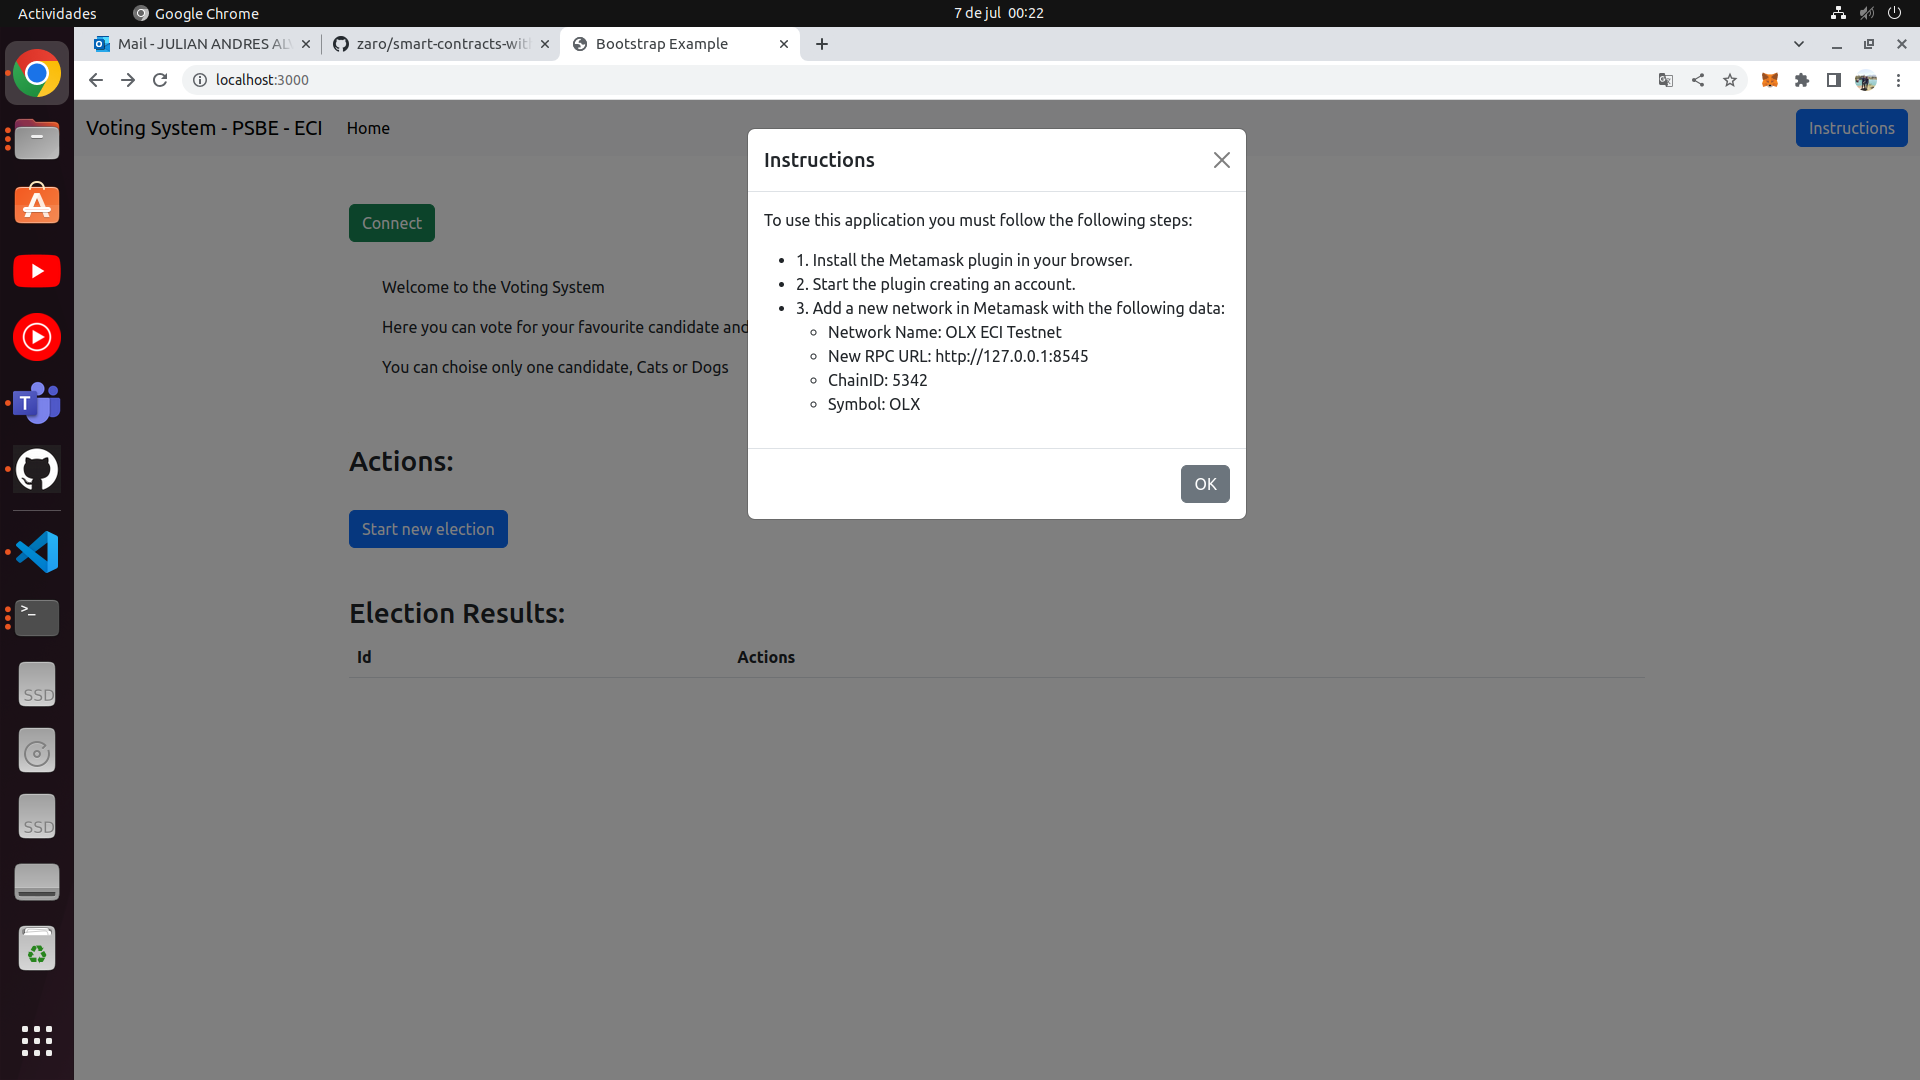 Actividades
Google Chrome
7 de jul 00:22
Mail - JULIAN ANDRES AL
zaro/smart-contracts-wit
Bootstrap Example
localhost:3000
Voting System - PSBE - ECI
Home
Instructions
Connect
Welcome to the Voting System
Here you can vote for your favourite candidate and
You can choise only one candidate, Cats or Dogs
Actions:
Start new election
Election Results:
Id
Actions
Instructions
To use this application you must follow the following steps:
• 1. Install the Metamask plugin in your browser.
• 2. Start the plugin creating an account.
• 3. Add a new network in Metamask with the following data:
◦ Network Name: OLX ECI Testnet
◦ New RPC URL: http://127.0.0.1:8545
◦ ChainID: 5342
◦ Symbol: OLX
OK
T
>_
SSD
SSD